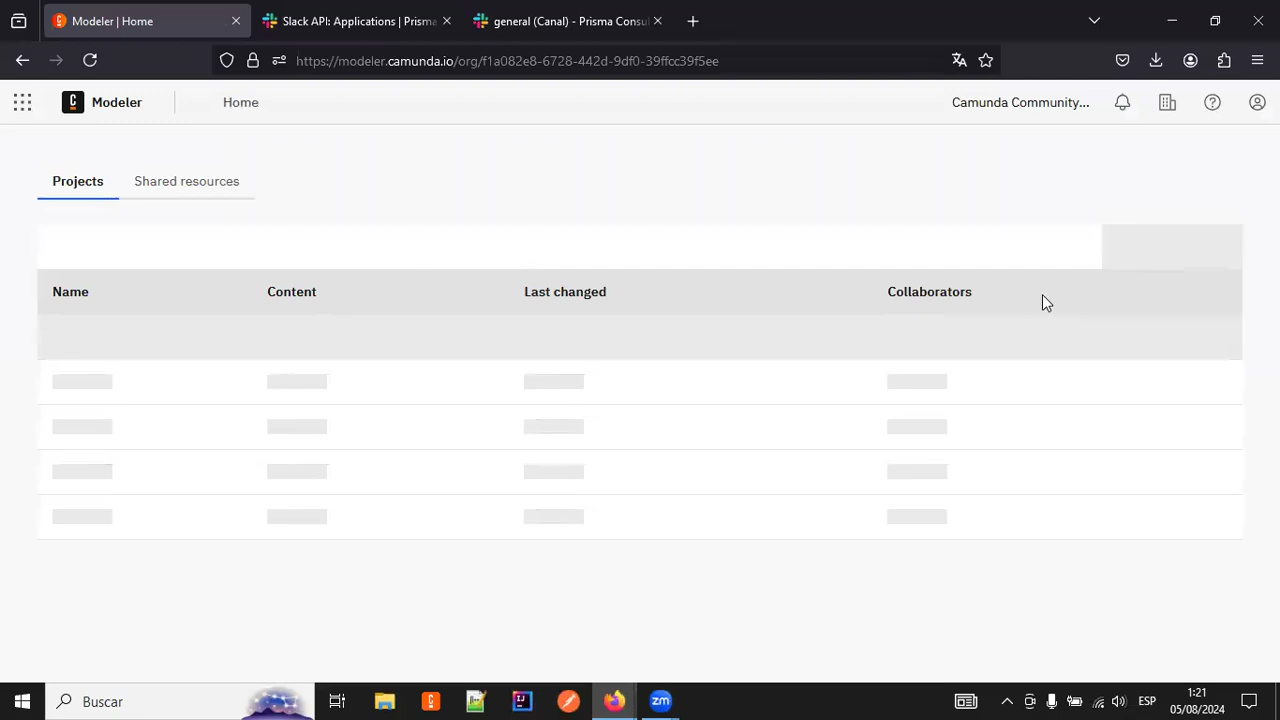 Modeler | Home
Slack API: Applications | Prisma
general (Canal) - Prisma Consul
https://modeler.camunda.io/org/f1a082e8-6728-442d-9df0-39ffcc39f5ee
Modeler
Home
Camunda Community...
Projects
Shared resources
Name
Content
Last changed
Collaborators
Buscar
zm
ESP
1:21
05/08/2024